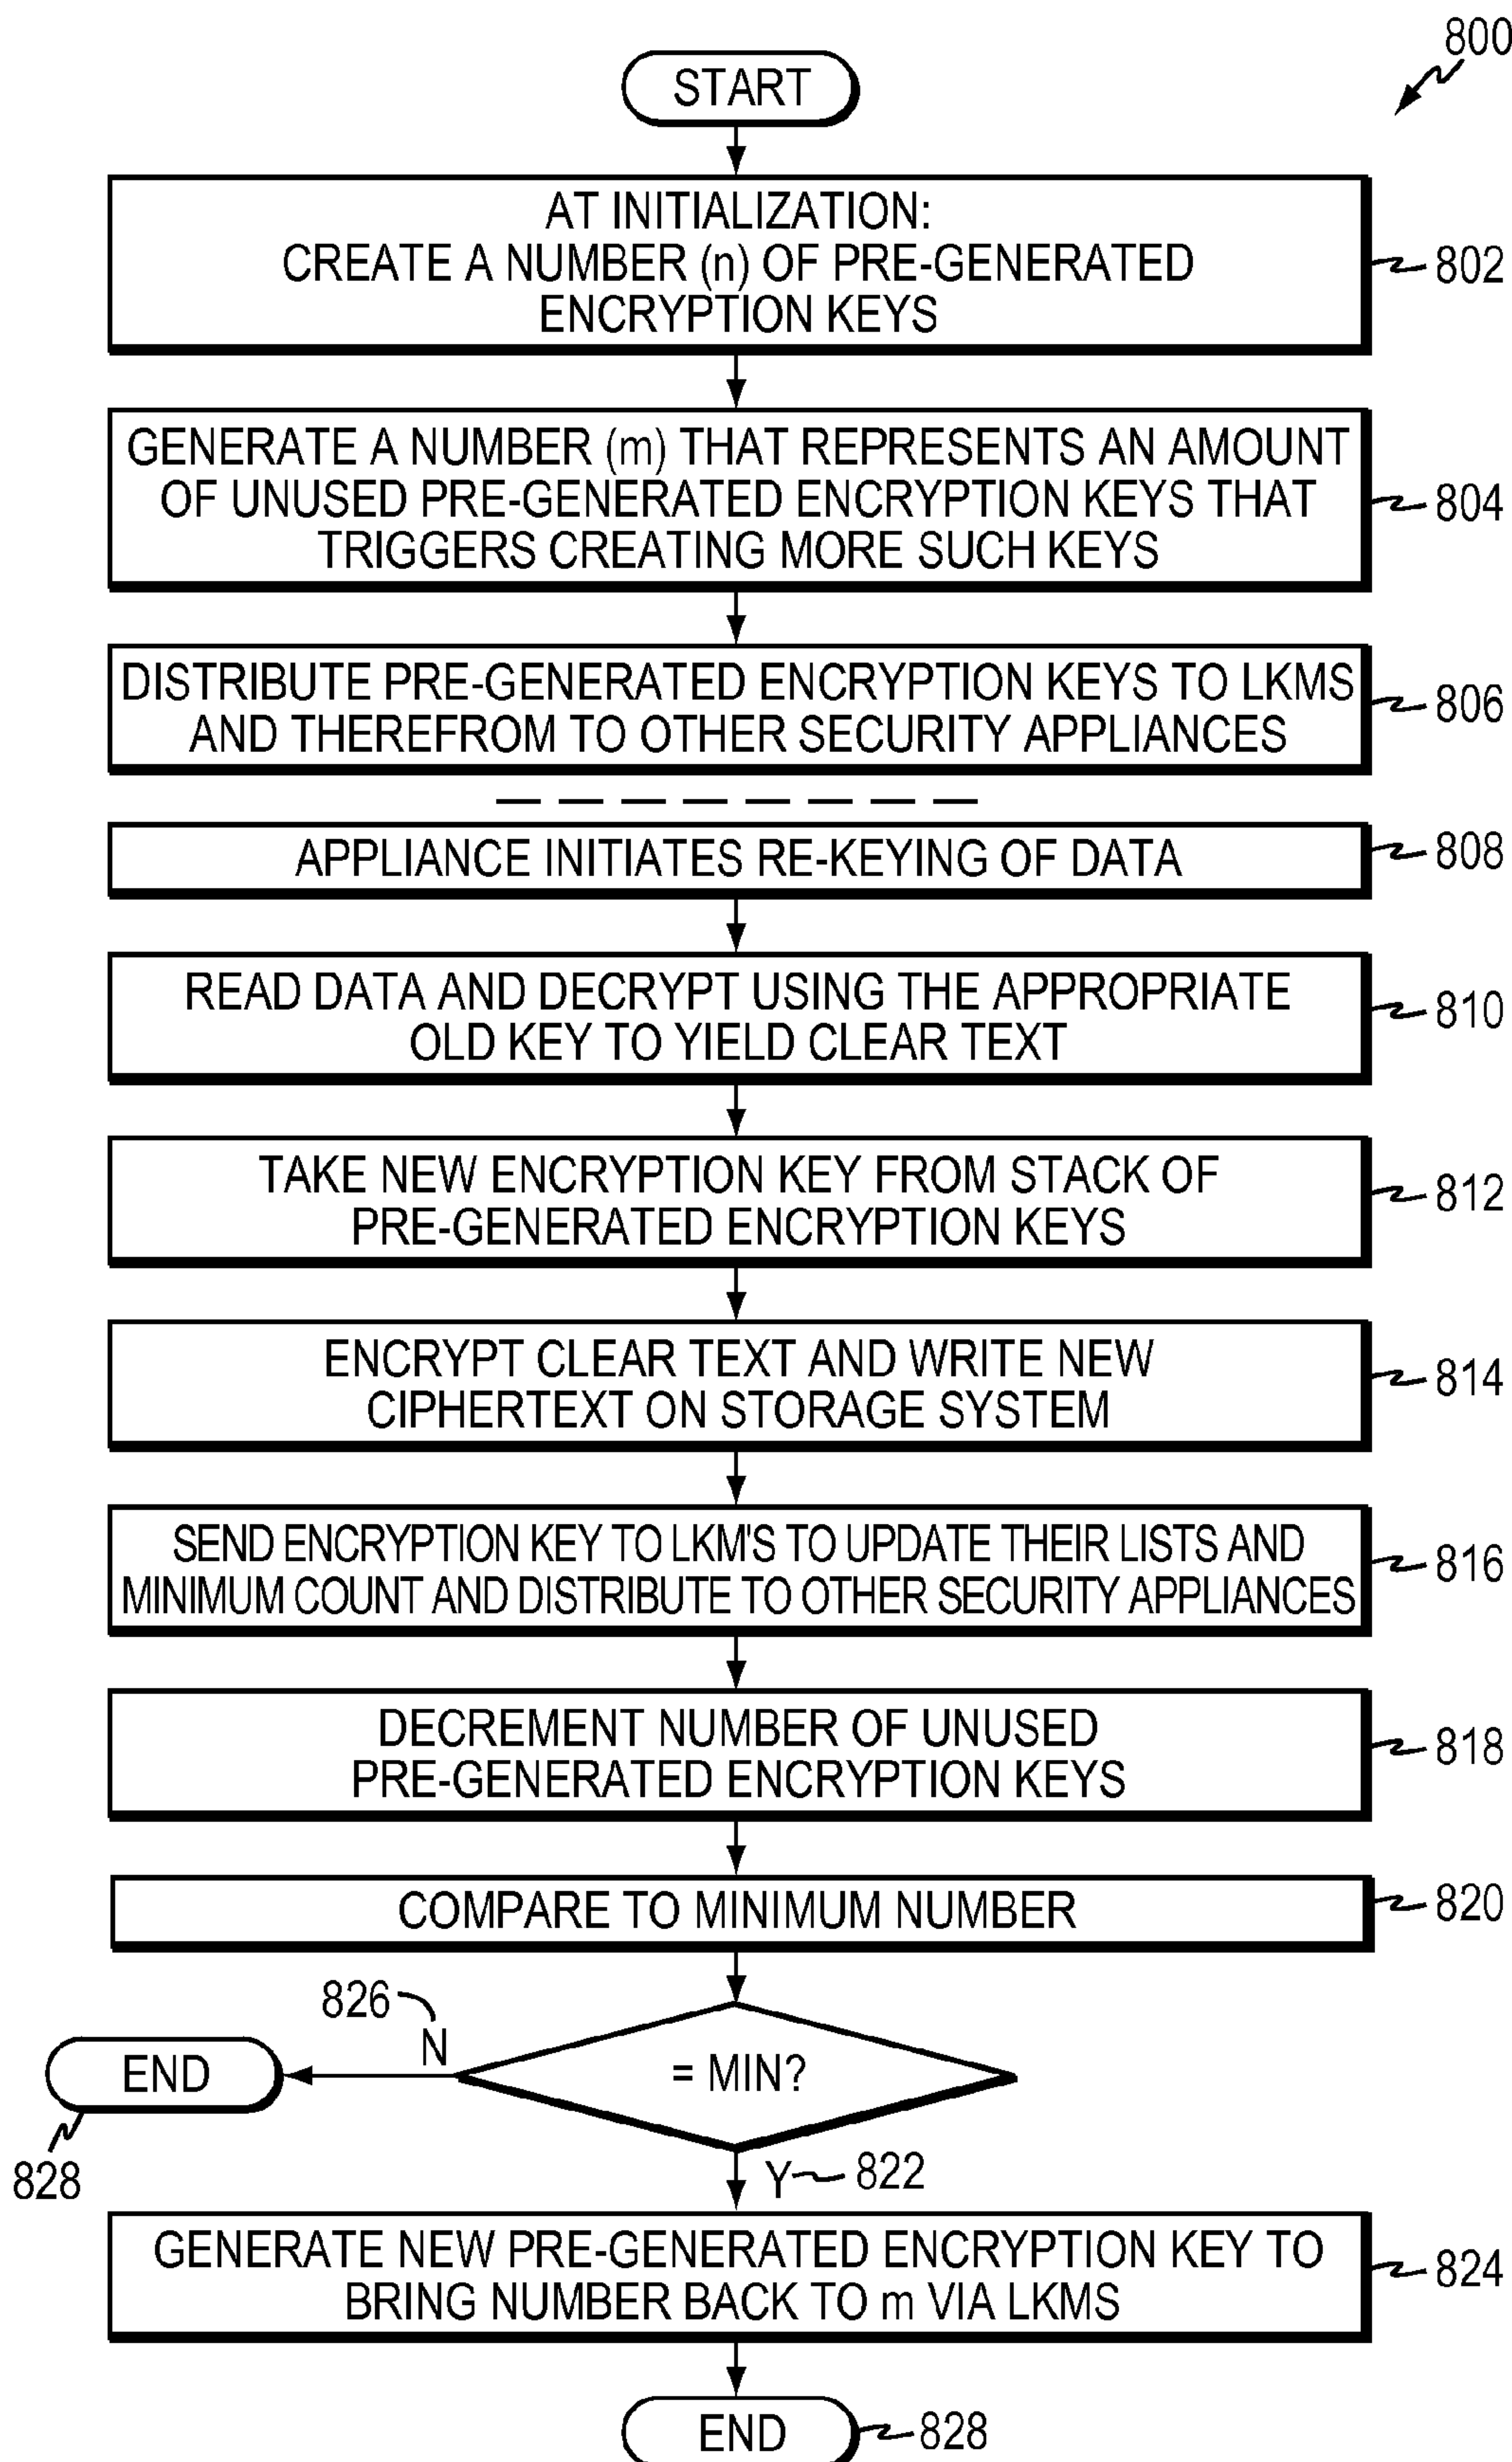 800
START
AT INITIALIZATION:
CREATE A NUMBER (n) OF PRE-GENERATED
ENCRYPTION KEYS
802
GENERATE A NUMBER (m) THAT REPRESENTS AN AMOUNT
OF UNUSED PRE-GENERATED ENCRYPTION KEYS THAT
TRIGGERS CREATING MORE SUCH KEYS
804
DISTRIBUTE PRE-GENERATED ENCRYPTION KEYS TO LKMS
AND THEREFROM TO OTHER SECURITY APPLIANCES
806
APPLIANCE INITIATES RE-KEYING OF DATA
808
READ DATA AND DECRYPT USING THE APPROPRIATE
OLD KEY TO YIELD CLEAR TEXT
810
TAKE NEW ENCRYPTION KEY FROM STACK OF
PRE-GENERATED ENCRYPTION KEYS
812
ENCRYPT CLEAR TEXT AND WRITE NEW
CIPHERTEXT ON STORAGE SYSTEM
814
SEND ENCRYPTION KEY TO LKM'S TO UPDATE THEIR LISTS AND
MINIMUM COUNT AND DISTRIBUTE TO OTHER SECURITY APPLIANCES
816
DECREMENT NUMBER OF UNUSED
PRE-GENERATED ENCRYPTION KEYS
818
COMPARE TO MINIMUM NUMBER
820
826
N
= MIN?
END
828
Y
822
GENERATE NEW PRE-GENERATED ENCRYPTION KEY TO
BRING NUMBER BACK TO m VIA LKMS
824
END
828